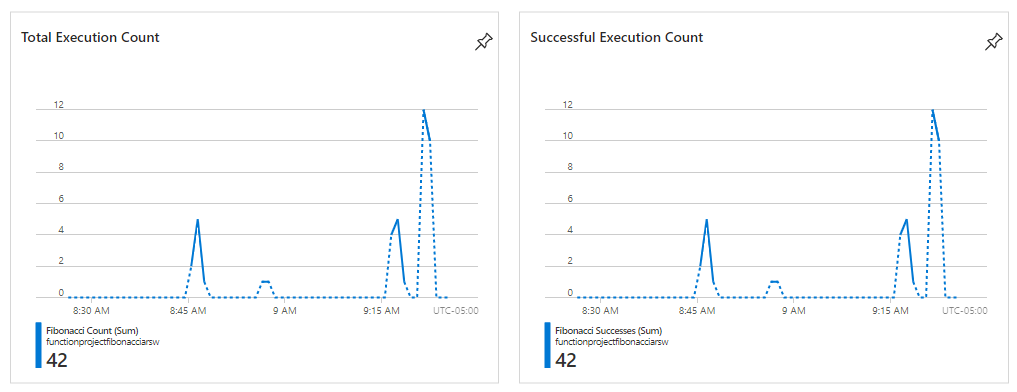 Total Execution Count
12
10
8
6
4
2
0
8:30 AM 8:45 AM 9 AM 9:15 AM UTC-05:00
Fibonacci Count (Sum)
functionprojectfibonacciarsw
42
Successful Execution Count
12
10
8
6
4
2
0
8:30 AM 8:45 AM 9 AM 9:15 AM UTC-05:00
Fibonacci Successes (Sum)
functionprojectfibonacciarsw
42